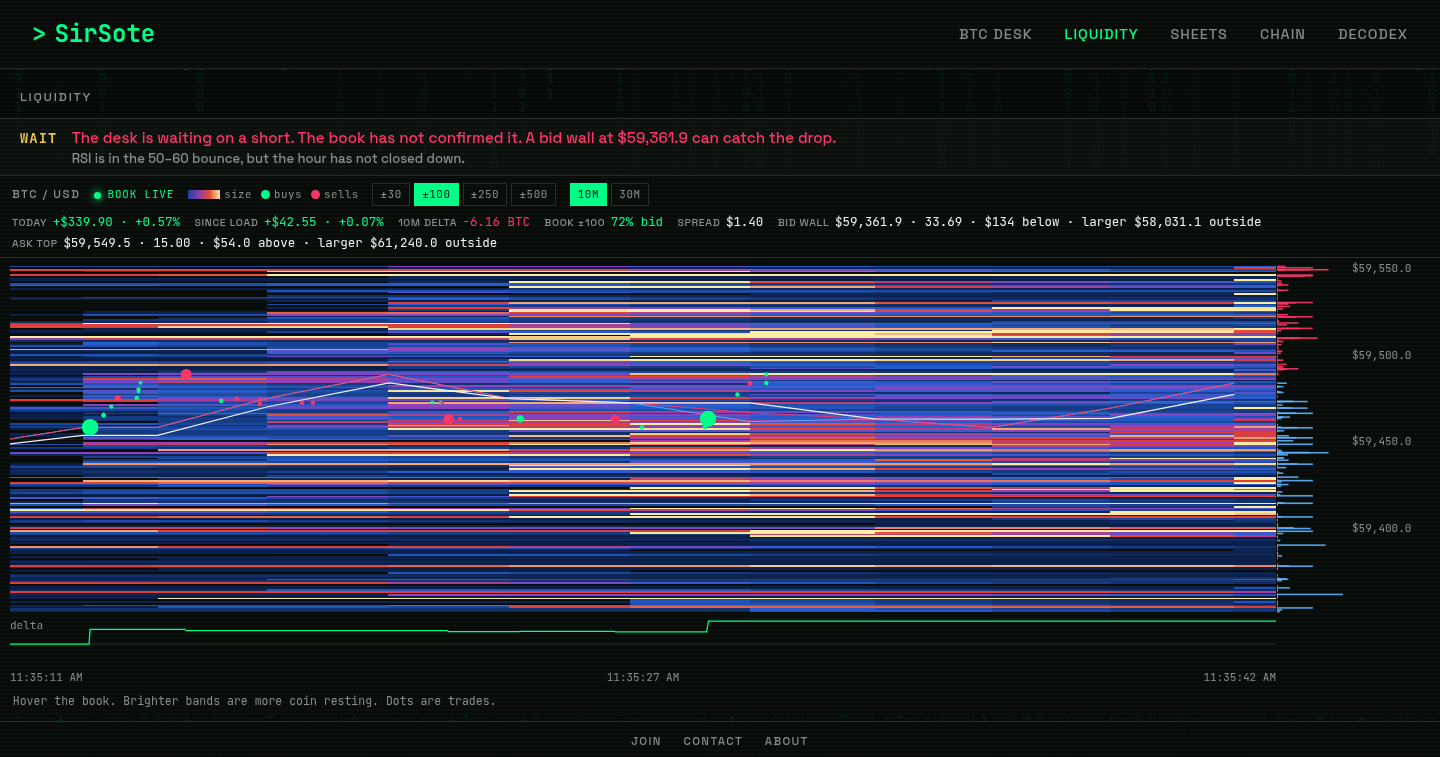 > SirSote
BTC DESK LIQUIDITY SHEETS CHAIN DECODEX
LIQUIDITY
WAIT The desk is waiting on a short. The book has not confirmed it. A bid wall at $59,361.9 can catch the drop.
RSI is in the 50–60 bounce, but the hour has not closed down.
BTC / USD BOOK LIVE size buys sells ±30 ±100 ±250 ±500 10M 30M
TODAY +$339.90 · +0.57% SINCE LOAD +$42.55 · +0.07% 10M DELTA -6.16 BTC BOOK ±100 72% bid SPREAD $1.40 BID WALL $59,361.9 · 33.69 · $134 below · larger $58,031.1 outside
ASK TOP $59,549.5 · 15.00 · $54.0 above · larger $61,240.0 outside
$59,550.0
$59,500.0
$59,450.0
$59,400.0
delta
11:35:11 AM 11:35:27 AM 11:35:42 AM
Hover the book. Brighter bands are more coin resting. Dots are trades.
JOIN CONTACT ABOUT